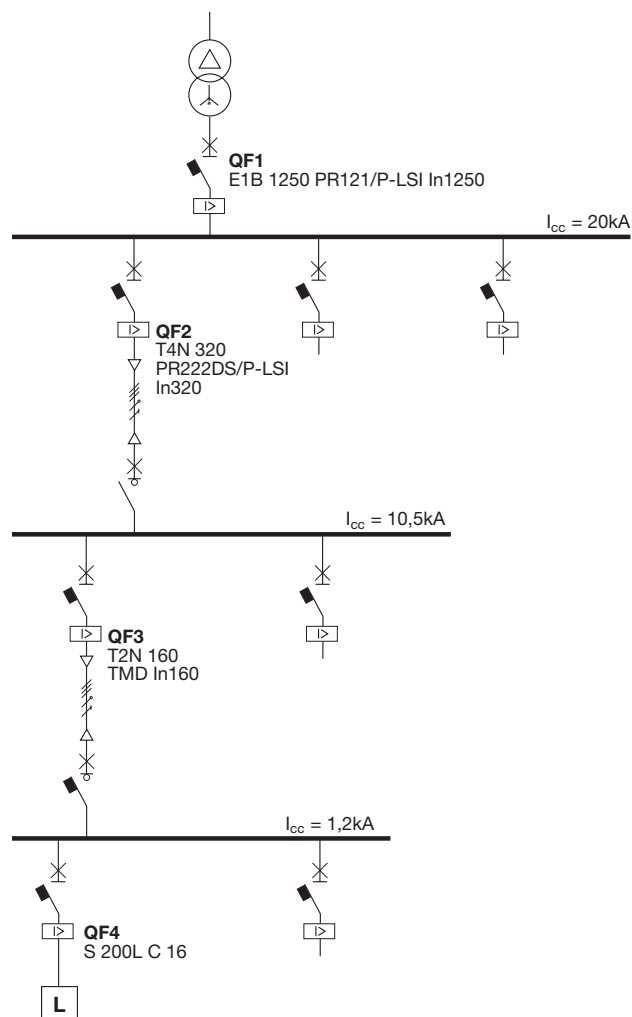 QF1
E1B 1250 PR121/P-LSI In1250
I>
Icc = 20kA
I>
I>
I>
QF2
T4N 320
PR222DS/P-LSI
In320
Icc = 10,5kA
I>
I>
QF3
T2N 160
TMD In160
Icc = 1,2kA
I>
I>
QF4
S 200L C 16
L